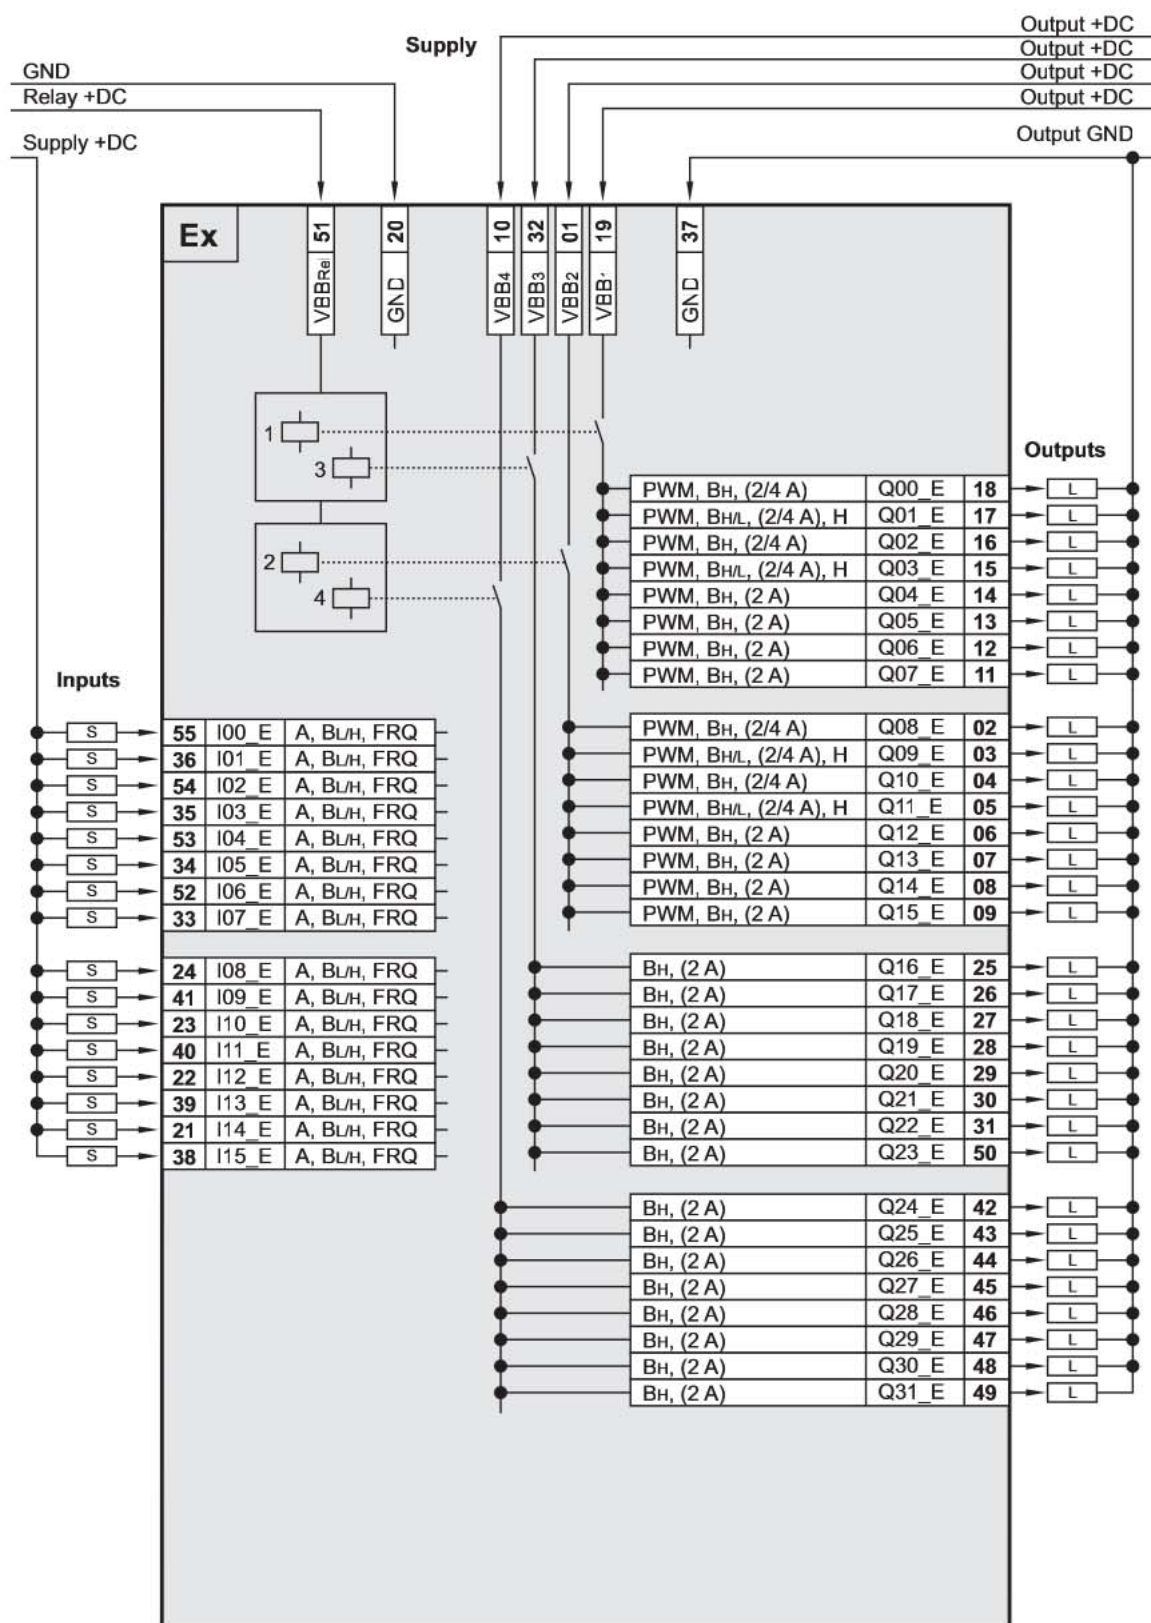 Supply
Output +DC
Output +DC
Output +DC
Output +DC
Output GND
GND
Relay +DC
Supply +DC
Ex
51 VBBRel
20 GND
10 VBB4
32 VBB3
01 VBB2
19 VBB1
37 GND
1
3
2
4
Outputs
PWM, BH, (2/4 A) Q00_E 18 L
PWM, BH/L, (2/4 A), H Q01_E 17 L
PWM, BH, (2/4 A) Q02_E 16 L
PWM, BH/L, (2/4 A), H Q03_E 15 L
PWM, BH, (2 A) Q04_E 14 L
PWM, BH, (2 A) Q05_E 13 L
PWM, BH, (2 A) Q06_E 12 L
PWM, BH, (2 A) Q07_E 11 L
PWM, BH, (2/4 A) Q08_E 02 L
PWM, BH/L, (2/4 A), H Q09_E 03 L
PWM, BH, (2/4 A) Q10_E 04 L
PWM, BH/L, (2/4 A), H Q11_E 05 L
PWM, BH, (2 A) Q12_E 06 L
PWM, BH, (2 A) Q13_E 07 L
PWM, BH, (2 A) Q14_E 08 L
PWM, BH, (2 A) Q15_E 09 L
BH, (2 A) Q16_E 25 L
BH, (2 A) Q17_E 26 L
BH, (2 A) Q18_E 27 L
BH, (2 A) Q19_E 28 L
BH, (2 A) Q20_E 29 L
BH, (2 A) Q21_E 30 L
BH, (2 A) Q22_E 31 L
BH, (2 A) Q23_E 50 L
BH, (2 A) Q24_E 42 L
BH, (2 A) Q25_E 43 L
BH, (2 A) Q26_E 44 L
BH, (2 A) Q27_E 45 L
BH, (2 A) Q28_E 46 L
BH, (2 A) Q29_E 47 L
BH, (2 A) Q30_E 48 L
BH, (2 A) Q31_E 49 L
Inputs
S 55 I00_E A, BL/H, FRQ
S 36 I01_E A, BL/H, FRQ
S 54 I02_E A, BL/H, FRQ
S 35 I03_E A, BL/H, FRQ
S 53 I04_E A, BL/H, FRQ
S 34 I05_E A, BL/H, FRQ
S 52 I06_E A, BL/H, FRQ
S 33 I07_E A, BL/H, FRQ
S 24 I08_E A, BL/H, FRQ
S 41 I09_E A, BL/H, FRQ
S 23 I10_E A, BL/H, FRQ
S 40 I11_E A, BL/H, FRQ
S 22 I12_E A, BL/H, FRQ
S 39 I13_E A, BL/H, FRQ
S 21 I14_E A, BL/H, FRQ
S 38 I15_E A, BL/H, FRQ